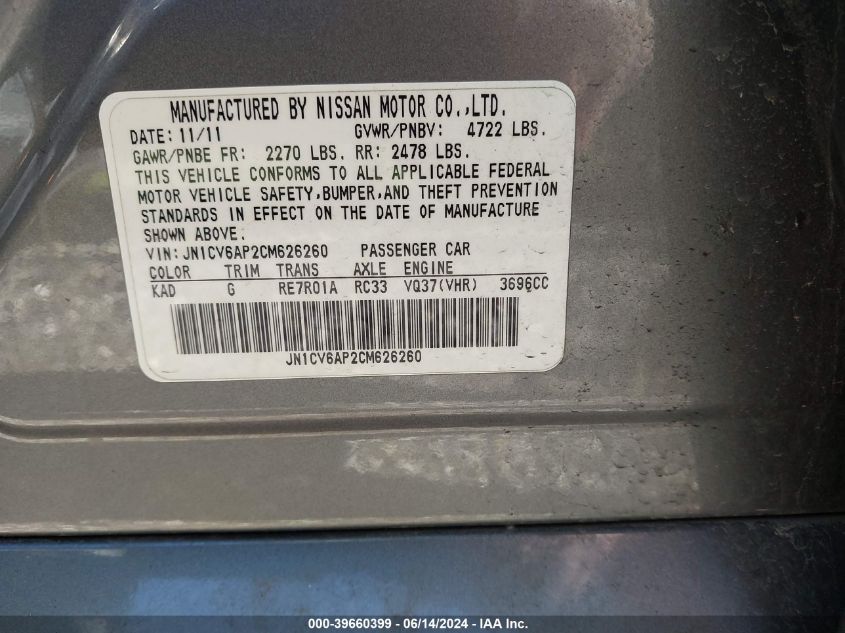 MANUFACTURED BY NISSAN MOTOR CO.,LTD.
DATE: 11/11 GVWR/PNBV: 4722 LBS.
GAWR/PNBE FR: 2270 LBS. RR: 2478 LBS.
THIS VEHICLE CONFORMS TO ALL APPLICABLE FEDERAL
MOTOR VEHICLE SAFETY,BUMPER,AND THEFT PREVENTION
STANDARDS IN EFFECT ON THE DATE OF MANUFACTURE
SHOWN ABOVE.
VIN: JN1CV6AP2CM626260 PASSENGER CAR
COLOR TRIM TRANS AXLE ENGINE
KAD G RE7R01A RC33 VQ37(VHR) 3696CC
JN1CV6AP2CM626260
000-39660399 - 06/14/2024 - IAA Inc.